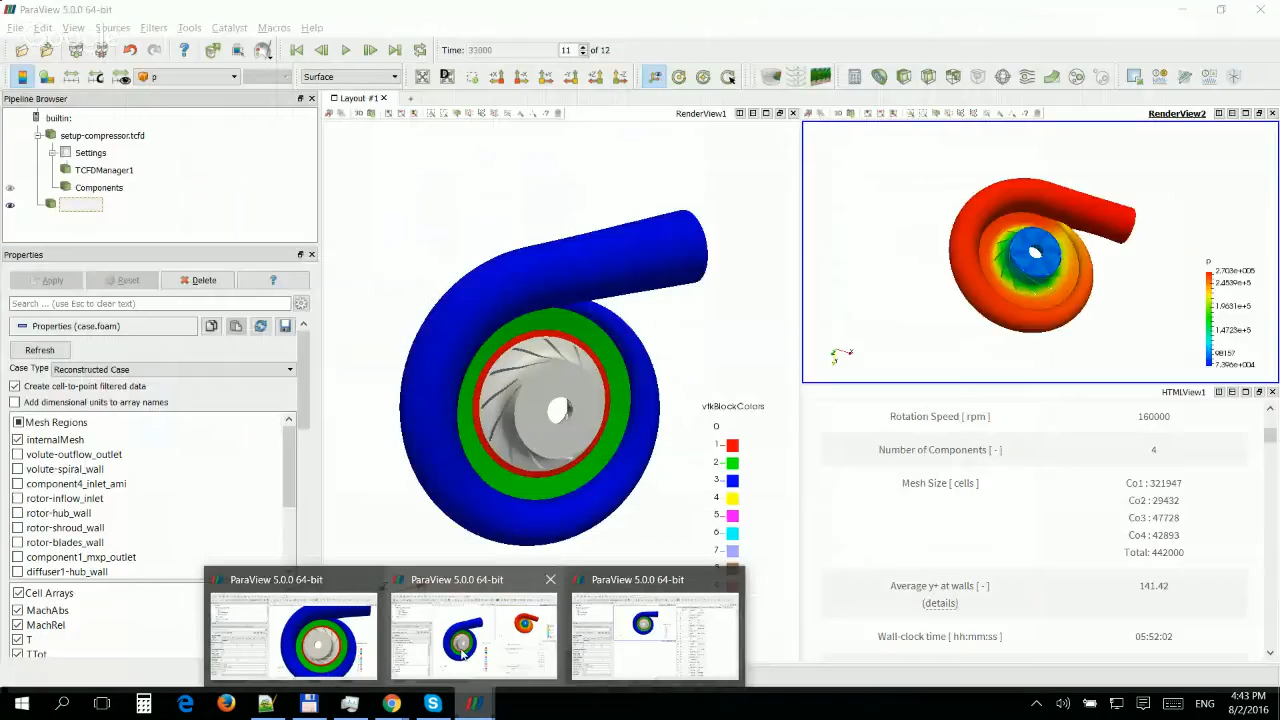 ParaView 5.0.0 64-bit
File Edit View Sources Filters Tools Catalyst Macros Help
Time: 33000 11 of 12
p Surface
Pipeline Browser
builtin:
setup-compressor.tcfd
Settings
TCFDManager1
Components
Properties
Apply Reset Delete ?
Search ... (use Esc to clear text)
Properties (case.foam)
Refresh
Case Type Reconstructed Case
Create cell-to-point filtered data
Add dimensional units to array names
Mesh Regions
internalMesh
volute-outflow_outlet
volute-spiral_wall
component4_inlet_ami
rotor-inflow_inlet
rotor-hub_wall
rotor-shroud_wall
rotor-blades_wall
component1_mxp_outlet
diffuser1-hub_wall
Cell Arrays
MachAbs
MachRel
T
TTot
Layout #1
3D RenderView1
vtkBlockColors
0
1
2
3
4
5
6
7
3D RenderView2
p
2.703e+005
2.4539e+5
1.9631e+5
1.4723e+5
98157
7.396e+004
HTMLView1
Rotation Speed [ rpm ] 160000
Number of Components [ - ] 4
Mesh Size [ cells ] Co1: 321947
Co2: 29432
Co3: 47728
Co4: 42893
Total: 442000
Average y+ at walls [ - ] 141.42
(details)
Wall-clock time [ hh:mm:ss ] 05:52:02
ParaView 5.0.0 64-bit
ParaView 5.0.0 64-bit
ParaView 5.0.0 64-bit
ENG
4:43 PM
8/2/2016